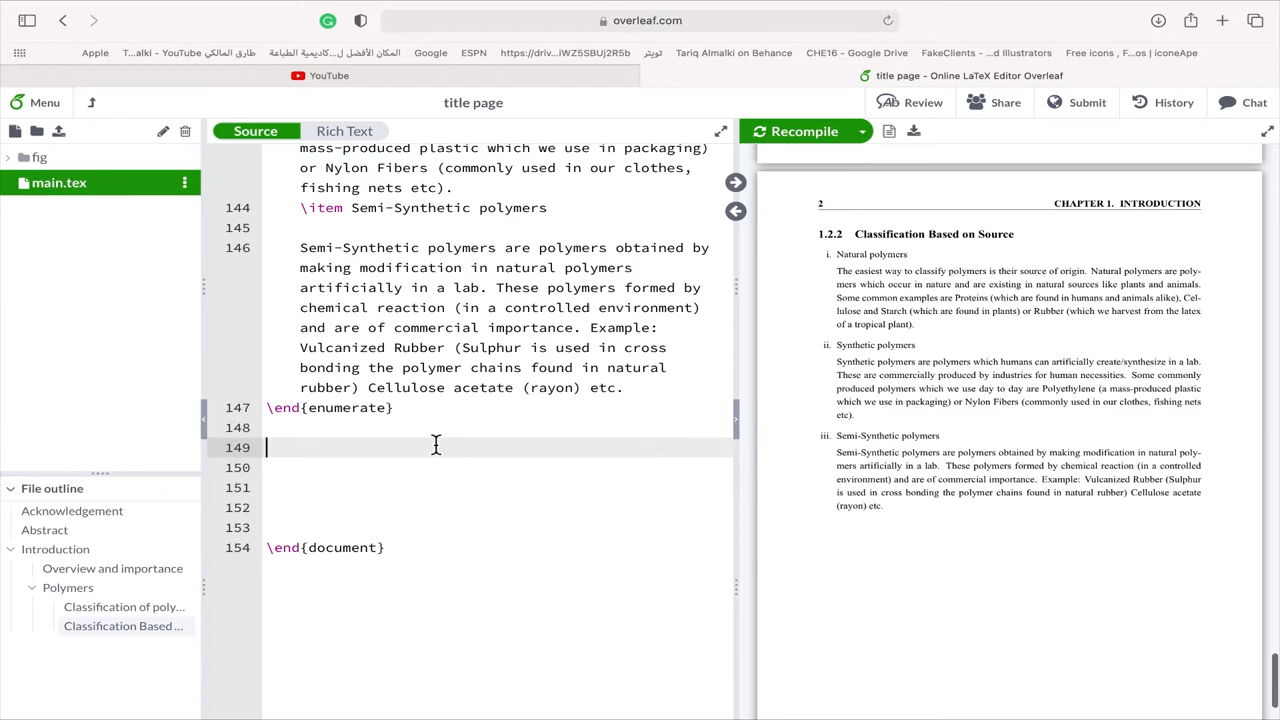 overleaf.com
Apple
طارق المالكي - YouTube
T...alki
المكان الأفضل ل...كاديمية الطباعة
Google
ESPN
https://driv...iWZ5SBUj2R5b
تويتر
Tariq Almalki on Behance
CHE16 - Google Drive
FakeClients - ...d Illustrators
Free icons , F...os | iconeApe
YouTube
title page - Online LaTeX Editor Overleaf
Menu
title page
Review
Share
Submit
History
Chat
Source
Rich Text
Recompile
fig
main.tex
mass-produced plastic which we use in packaging)
or Nylon Fibers (commonly used in our clothes,
fishing nets etc).
144 \item Semi-Synthetic polymers
145
146 Semi-Synthetic polymers are polymers obtained by
making modification in natural polymers
artificially in a lab. These polymers formed by
chemical reaction (in a controlled environment)
and are of commercial importance. Example:
Vulcanized Rubber (Sulphur is used in cross
bonding the polymer chains found in natural
rubber) Cellulose acetate (rayon) etc.
147 \end{enumerate}
148
149
150
151
152
153
154 \end{document}
File outline
Acknowledgement
Abstract
Introduction
Overview and importance
Polymers
Classification of poly...
Classification Based ...
2 CHAPTER 1. INTRODUCTION
1.2.2 Classification Based on Source
i. Natural polymers
The easiest way to classify polymers is their source of origin. Natural polymers are poly-
mers which occur in nature and are existing in natural sources like plants and animals.
Some common examples are Proteins (which are found in humans and animals alike), Cel-
lulose and Starch (which are found in plants) or Rubber (which we harvest from the latex
of a tropical plant).
ii. Synthetic polymers
Synthetic polymers are polymers which humans can artificially create/synthesize in a lab.
These are commercially produced by industries for human necessities. Some commonly
produced polymers which we use day to day are Polyethylene (a mass-produced plastic
which we use in packaging) or Nylon Fibers (commonly used in our clothes, fishing nets
etc).
iii. Semi-Synthetic polymers
Semi-Synthetic polymers are polymers obtained by making modification in natural poly-
mers artificially in a lab. These polymers formed by chemical reaction (in a controlled
environment) and are of commercial importance. Example: Vulcanized Rubber (Sulphur
is used in cross bonding the polymer chains found in natural rubber) Cellulose acetate
(rayon) etc.